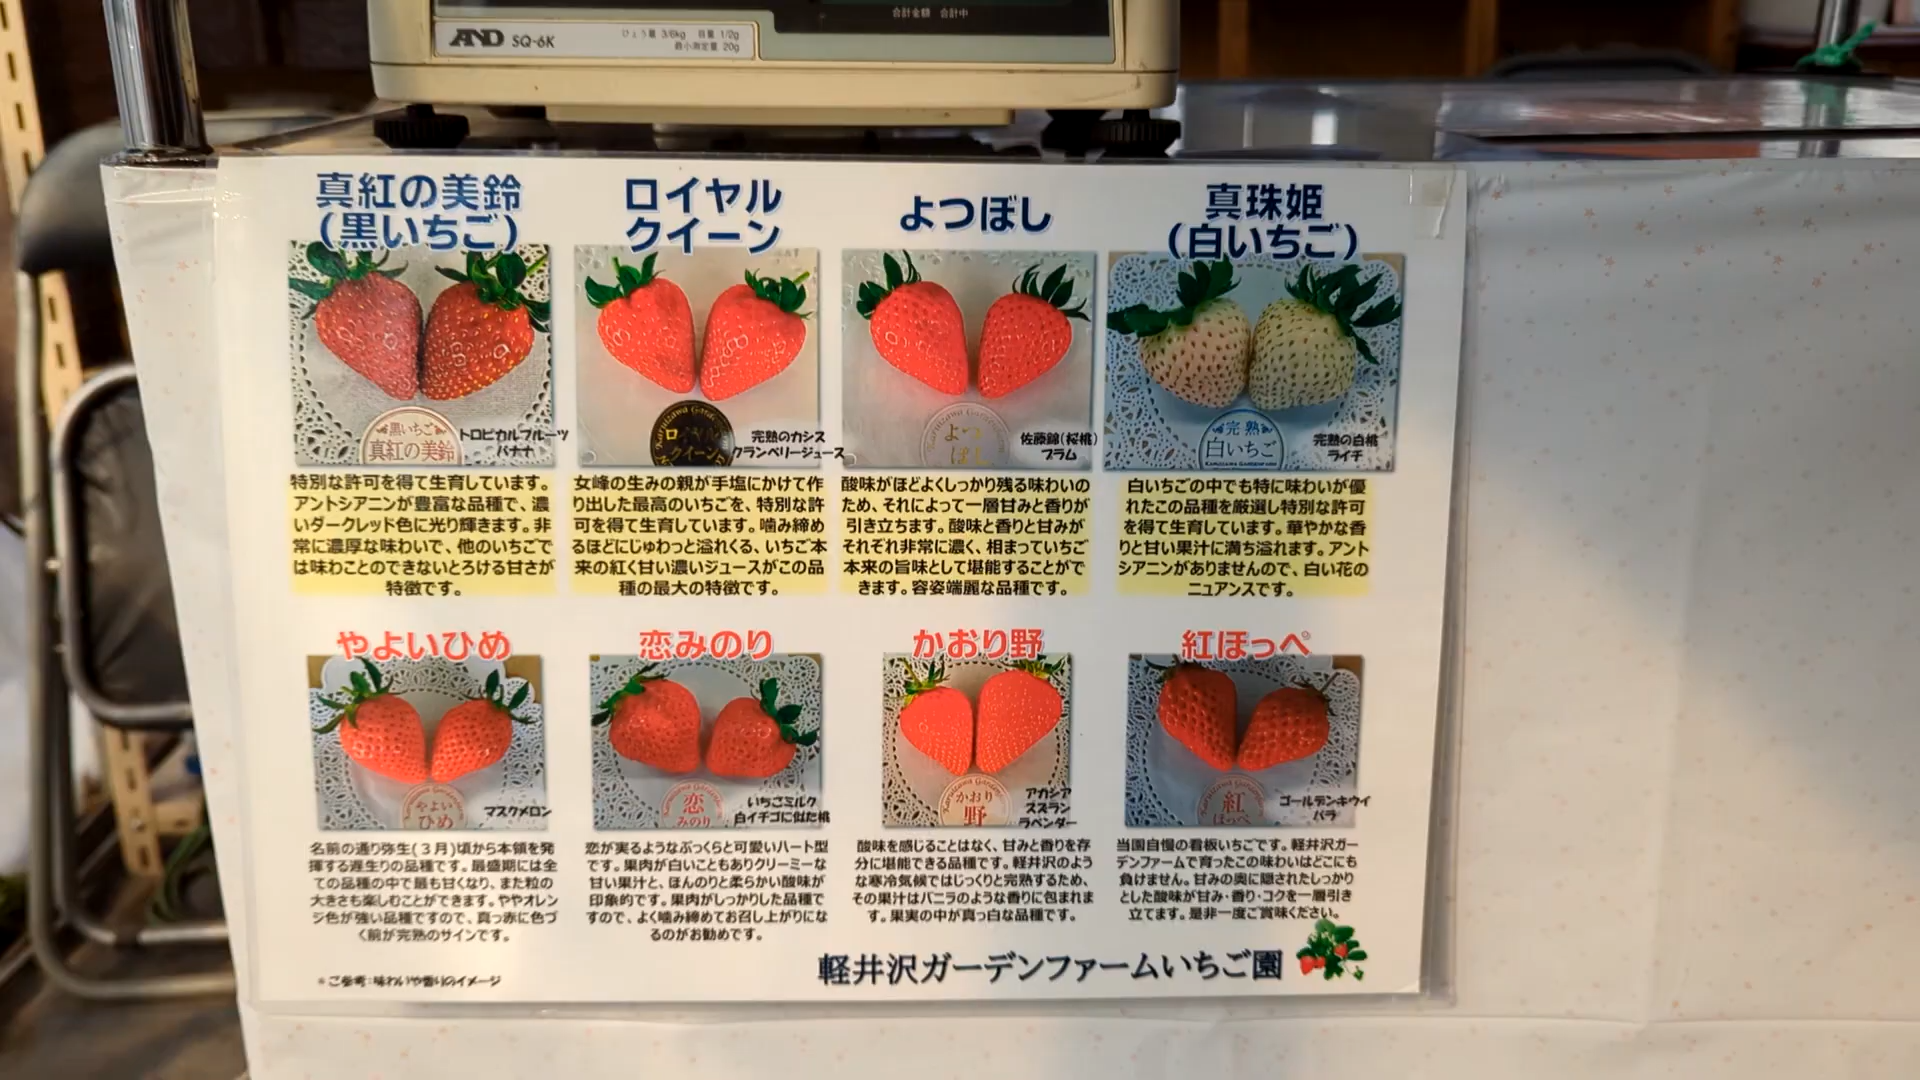 合計金額 合計中
AND SQ-6K
ひょう量 3/6kg 目量 1/2g
最小測定量 20g
真紅の美鈴
(黒いちご)
黒いちご
真紅の美鈴
トロピカルフルーツ
バナナ
特別な許可を得て生育しています。
アントシアニンが豊富な品種で、濃
いダークレッド色に光り輝きます。非
常に濃厚な味わいで、他のいちごで
は味わことのできないとろける甘さが
特徴です。
ロイヤル
クイーン
ロイヤル
クイーン
完熟のカシス
クランベリージュース
女峰の生みの親が手塩にかけて作
り出した最高のいちごを、特別な許
可を得て生育しています。噛み締め
るほどにじゅわっと溢れくる、いちご本
来の紅く甘い濃いジュースがこの品
種の最大の特徴です。
よつぼし
よつ
ぼし
佐藤錦(桜桃)
プラム
酸味がほどよくしっかり残る味わいの
ため、それによって一層甘みと香りが
引き立ちます。酸味と香りと甘みが
それぞれ非常に濃く、相まっていちご
本来の旨味として堪能することがで
きます。容姿端麗な品種です。
真珠姫
(白いちご)
完熟
白いちご
KARUIZAWA GARDENFARM
完熟の白桃
ライチ
白いちごの中でも特に味わいが優
れたこの品種を厳選し特別な許可
を得て生育しています。華やかな香
りと甘い果汁に満ち溢れます。アント
シアニンがありませんので、白い花の
ニュアンスです。
やよいひめ
やよい
ひめ
マスクメロン
名前の通り弥生(3月)頃から本領を発
揮する遅生りの品種です。最盛期には全
ての品種の中で最も甘くなり、また粒の
大きさも楽しむことができます。ややオレン
ジ色が強い品種ですので、真っ赤に色づ
く前が完熟のサインです。
恋みのり
恋
みのり
いちごミルク
白イチゴに似た桃
恋が実るようなぷっくらと可愛いハート型
です。果肉が白いこともありクリーミーな
甘い果汁と、ほんのりと柔らかい酸味が
印象的です。果肉がしっかりした品種で
すので、よく噛み締めてお召し上がりにな
るのがお勧めです。
かおり野
かおり
野
アカシア
スズラン
ラベンダー
酸味を感じることはなく、甘みと香りを存
分に堪能できる品種です。軽井沢のよう
な寒冷気候ではじっくりと完熟するため、
その果汁はバニラのような香りに包まれま
す。果実の中が真っ白な品種です。
紅ほっぺ
紅
ほっぺ
ゴールデンキウイ
バラ
当園自慢の看板いちごです。軽井沢ガー
デンファームで育ったこの味わいはどこにも
負けません。甘みの奥に隠されたしっかり
とした酸味が甘み・香り・コクを一層引き
立てます。是非一度ご賞味ください。
※ご参考:味わいや香りのイメージ
軽井沢ガーデンファームいちご園